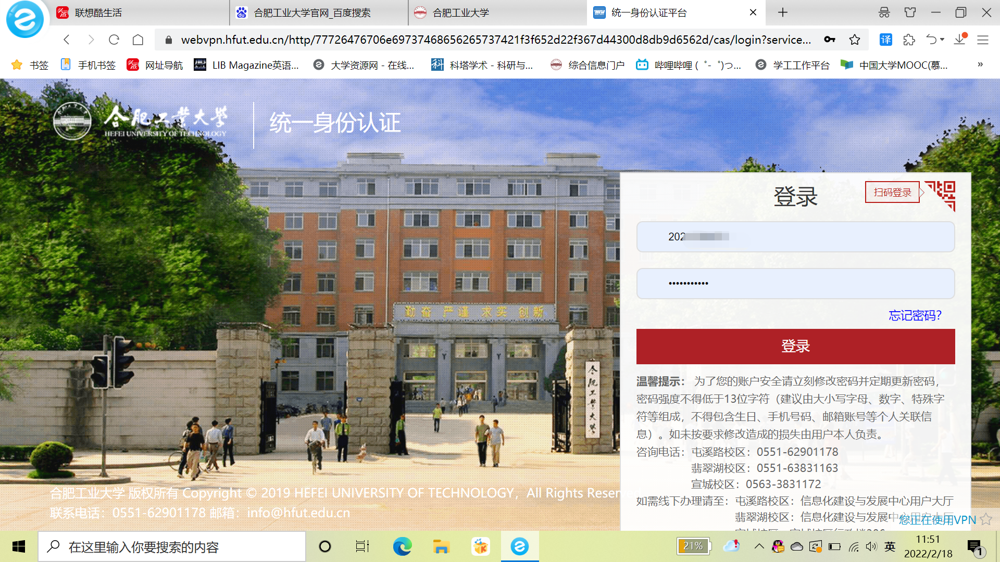 联想酷生活
合肥工业大学官网_百度搜索
合肥工业大学
统一身份认证平台
webvpn.hfut.edu.cn/http/77726476706e69737468656265737421f3f652d22f367d44300d8db9d6562d/cas/login?service...
译
书签
手机书签
网址导航
LIB Magazine英语...
大学资源网 - 在线...
科塔学术 - 科研与...
综合信息门户
哔哩哔哩 (゜-゜)つ...
学工工作平台
中国大学MOOC(慕...
合肥工业大学
HEFEI UNIVERSITY OF TECHNOLOGY
统一身份认证
登录
扫码登录
202
忘记密码?
登录
勤奋 严谨 求实 创新
合肥工业大学
温馨提示: 为了您的账户安全请立刻修改密码并定期更新密码,
密码强度不得低于13位字符（建议由大小写字母、数字、特殊字
符等组成，不得包含生日、手机号码、邮箱账号等个人关联信
息）。如未按要求修改造成的损失由用户本人负责。
咨询电话：屯溪路校区：0551-62901178
翡翠湖校区：0551-63831163
宣城校区：0563-3831172
如需线下办理请至：屯溪路校区：信息化建设与发展中心用户大厅
翡翠湖校区：信息化建设与发展中心用户大厅
您正在使用VPN
合肥工业大学 版权所有 Copyright © 2019 HEFEI UNIVERSITY OF TECHNOLOGY，All Rights Reserved
联系电话：0551-62901178 邮箱：info@hfut.edu.cn
在这里输入你要搜索的内容
21%
英
11:51
2022/2/18
1